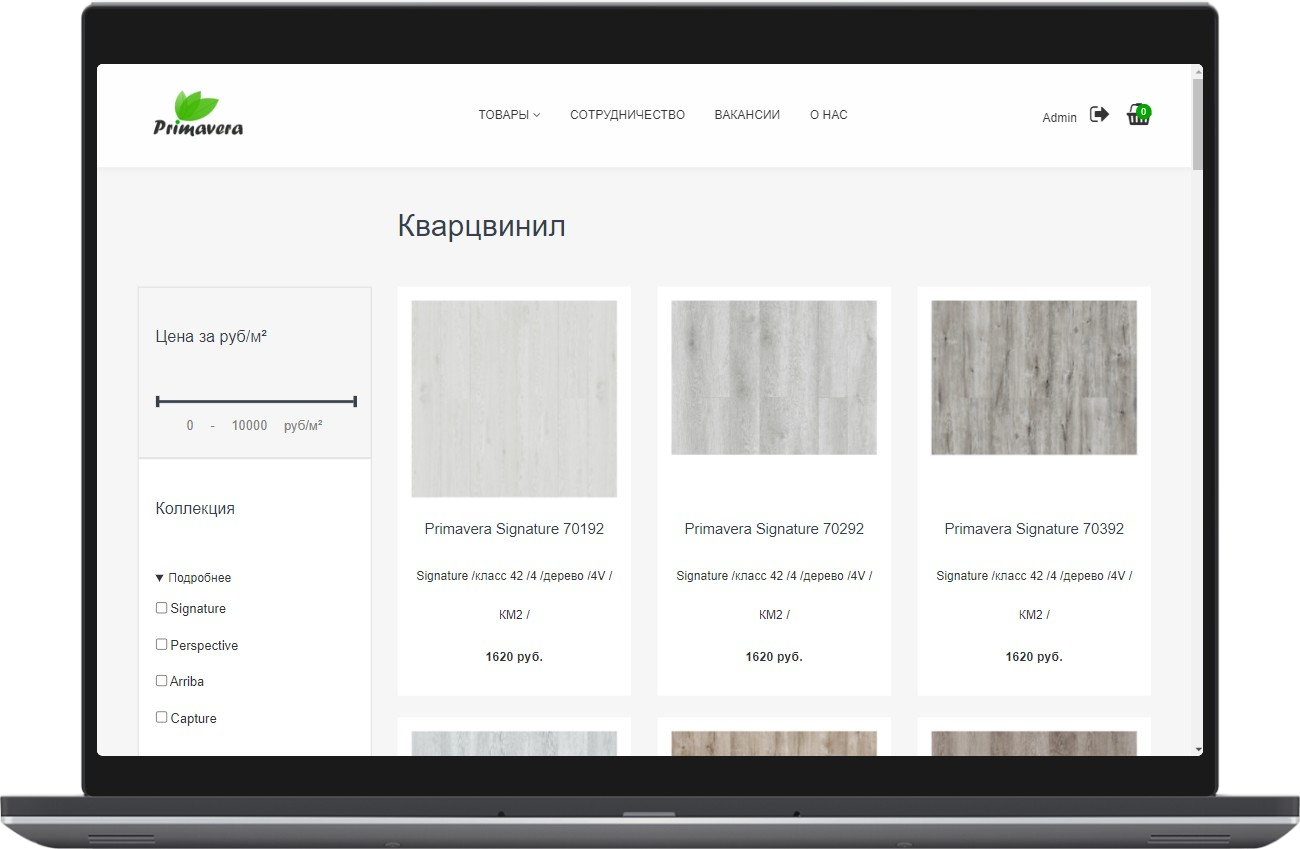 Primavera
ТОВАРЫ СОТРУДНИЧЕСТВО ВАКАНСИИ О НАС
Admin 0
Кварцвинил
Цена за руб/м²
0 - 10000 руб/м²
Коллекция
Подробнее
Signature
Perspective
Arriba
Capture
Primavera Signature 70192
Signature /класс 42 /4 /дерево /4V /
КМ2 /
1620 руб.
Primavera Signature 70292
Signature /класс 42 /4 /дерево /4V /
КМ2 /
1620 руб.
Primavera Signature 70392
Signature /класс 42 /4 /дерево /4V /
КМ2 /
1620 руб.